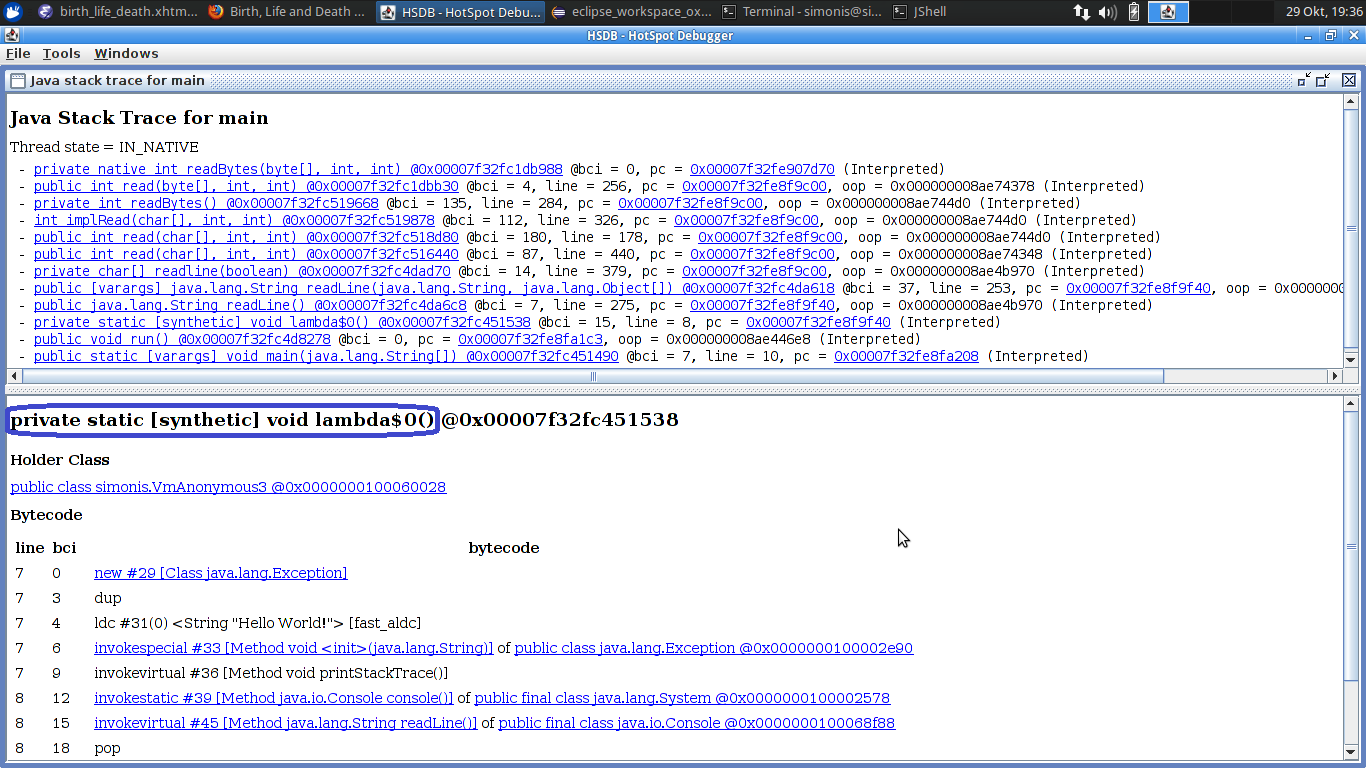 birth_life_death.xhtm...
Birth, Life and Death ...
HSDB - HotSpot Debu...
eclipse_workspace_ox...
Terminal - simonis@si...
JShell
29 Okt, 19:36
HSDB - HotSpot Debugger
File Tools Windows
Java stack trace for main
Java Stack Trace for main
Thread state = IN_NATIVE
- private native int readBytes(byte[], int, int) @0x00007f32fc1db988 @bci = 0, pc = 0x00007f32fe907d70 (Interpreted)
- public int read(byte[], int, int) @0x00007f32fc1dbb30 @bci = 4, line = 256, pc = 0x00007f32fe8f9c00, oop = 0x000000008ae74378 (Interpreted)
- private int readBytes() @0x00007f32fc519668 @bci = 135, line = 284, pc = 0x00007f32fe8f9c00, oop = 0x000000008ae744d0 (Interpreted)
- int implRead(char[], int, int) @0x00007f32fc519878 @bci = 112, line = 326, pc = 0x00007f32fe8f9c00, oop = 0x000000008ae744d0 (Interpreted)
- public int read(char[], int, int) @0x00007f32fc518d80 @bci = 180, line = 178, pc = 0x00007f32fe8f9c00, oop = 0x000000008ae744d0 (Interpreted)
- public int read(char[], int, int) @0x00007f32fc516440 @bci = 87, line = 440, pc = 0x00007f32fe8f9c00, oop = 0x000000008ae74348 (Interpreted)
- private char[] readline(boolean) @0x00007f32fc4dad70 @bci = 14, line = 379, pc = 0x00007f32fe8f9c00, oop = 0x000000008ae4b970 (Interpreted)
- public [varargs] java.lang.String readLine(java.lang.String, java.lang.Object[]) @0x00007f32fc4da618 @bci = 37, line = 253, pc = 0x00007f32fe8f9f40, oop = 0x0000000
- public java.lang.String readLine() @0x00007f32fc4da6c8 @bci = 7, line = 275, pc = 0x00007f32fe8f9f40, oop = 0x000000008ae4b970 (Interpreted)
- private static [synthetic] void lambda$0() @0x00007f32fc451538 @bci = 15, line = 8, pc = 0x00007f32fe8f9f40 (Interpreted)
- public void run() @0x00007f32fc4d8278 @bci = 0, pc = 0x00007f32fe8fa1c3, oop = 0x000000008ae446e8 (Interpreted)
- public static [varargs] void main(java.lang.String[]) @0x00007f32fc451490 @bci = 7, line = 10, pc = 0x00007f32fe8fa208 (Interpreted)
private static [synthetic] void lambda$0() @0x00007f32fc451538
Holder Class
public class simonis.VmAnonymous3 @0x0000000100060028
Bytecode
line bci bytecode
7 0 new #29 [Class java.lang.Exception]
7 3 dup
7 4 ldc #31(0) <String "Hello World!"> [fast_aldc]
7 6 invokespecial #33 [Method void <init>(java.lang.String)] of public class java.lang.Exception @0x0000000100002e90
7 9 invokevirtual #36 [Method void printStackTrace()]
8 12 invokestatic #39 [Method java.io.Console console()] of public final class java.lang.System @0x0000000100002578
8 15 invokevirtual #45 [Method java.lang.String readLine()] of public final class java.io.Console @0x0000000100068f88
8 18 pop